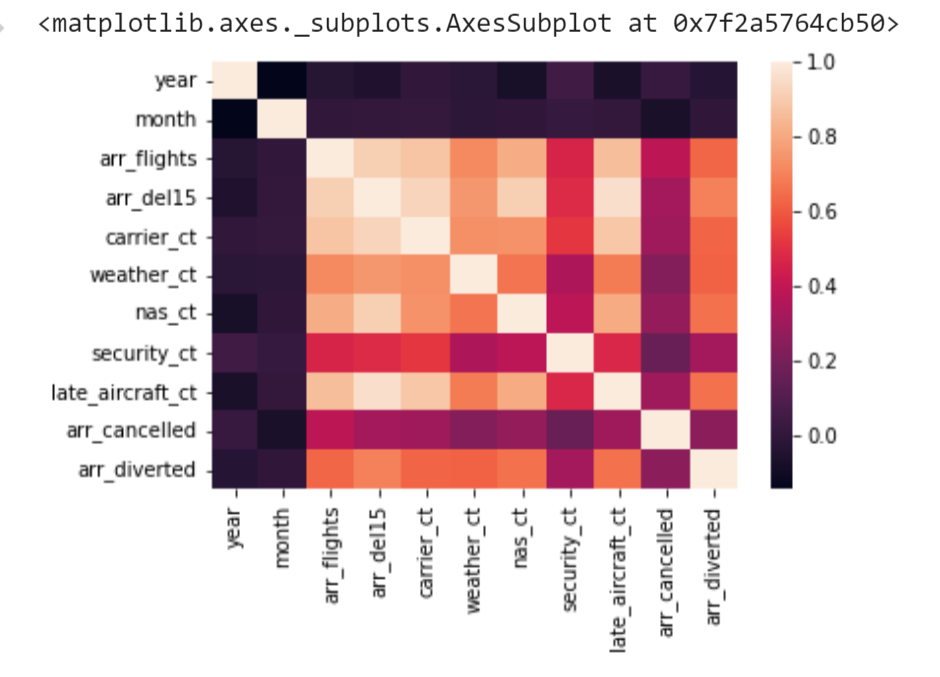 <matplotlib.axes._subplots.AxesSubplot at 0x7f2a5764cb50>
year
month
arr_flights
arr_del15
carrier_ct
weather_ct
nas_ct
security_ct
late_aircraft_ct
arr_cancelled
arr_diverted
year
month
arr_flights
arr_del15
carrier_ct
weather_ct
nas_ct
security_ct
late_aircraft_ct
arr_cancelled
arr_diverted
1.0
0.8
0.6
0.4
0.2
0.0